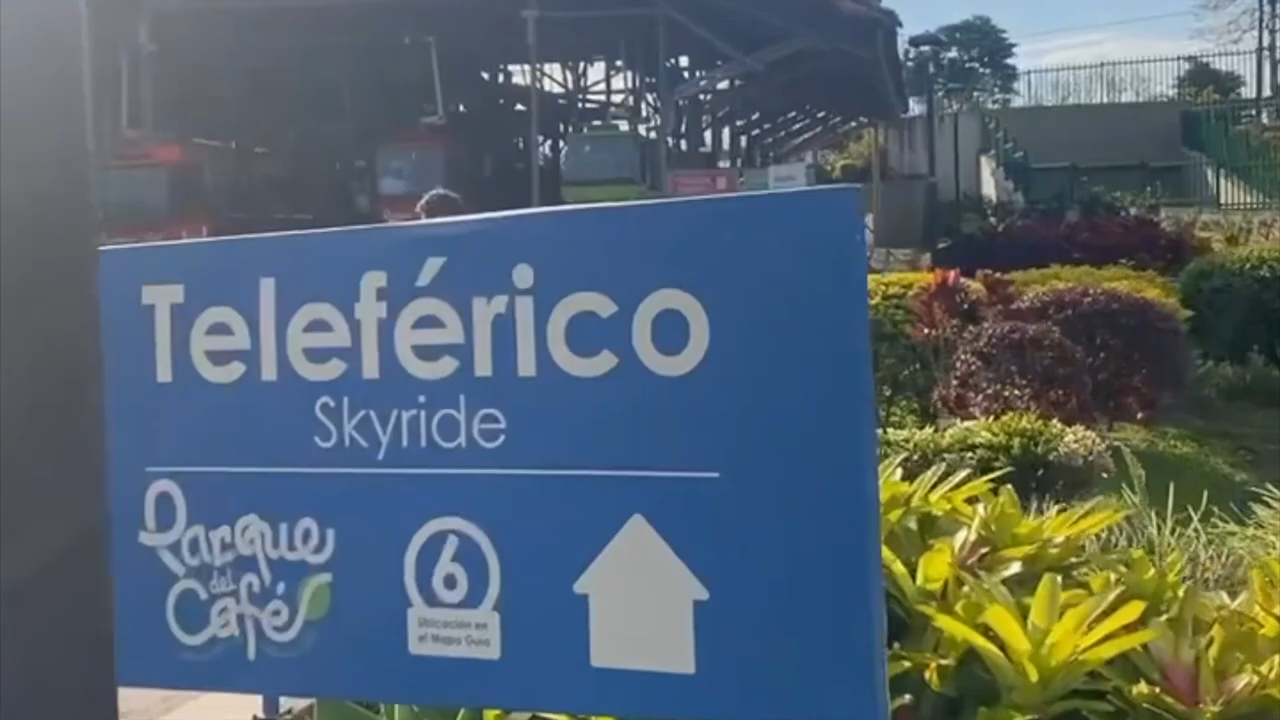 Teleférico
Skyride
Parque
del
Café
6
Ubicación en
el Mapa Guía